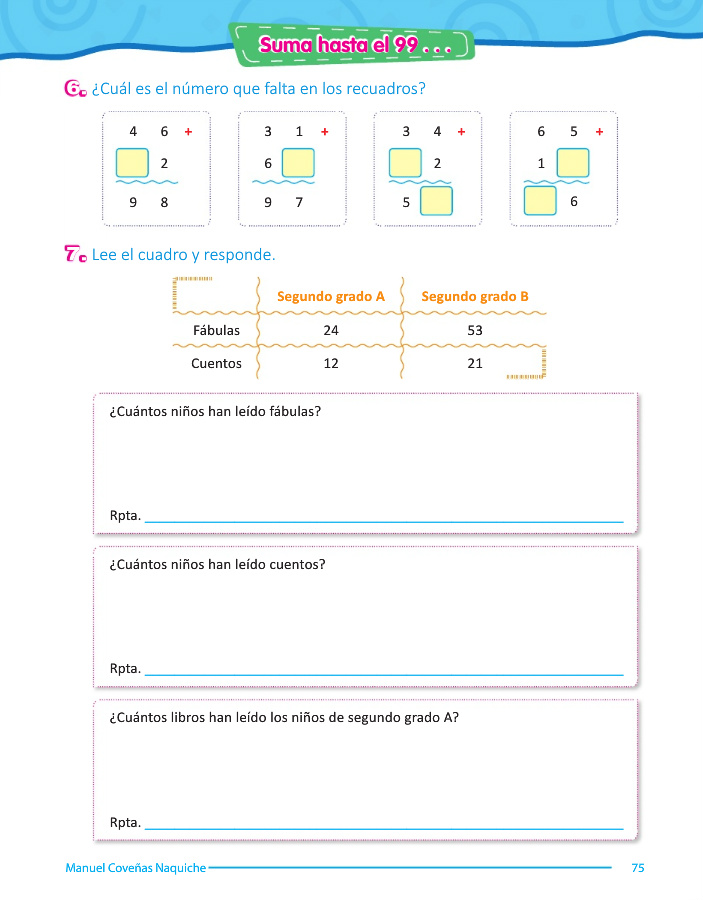 Suma hasta el 99 . . .
6. ¿Cuál es el número que falta en los recuadros?
4 6 + 3 1 + 3 4 + 6 5 +
2 6 2 1
9 8 9 7 5 6
7. Lee el cuadro y responde.
Segundo grado A Segundo grado B
Fábulas 24 53
Cuentos 12 21
¿Cuántos niños han leído fábulas?
Rpta.
¿Cuántos niños han leído cuentos?
Rpta.
¿Cuántos libros han leído los niños de segundo grado A?
Rpta.
Manuel Coveñas Naquiche 75